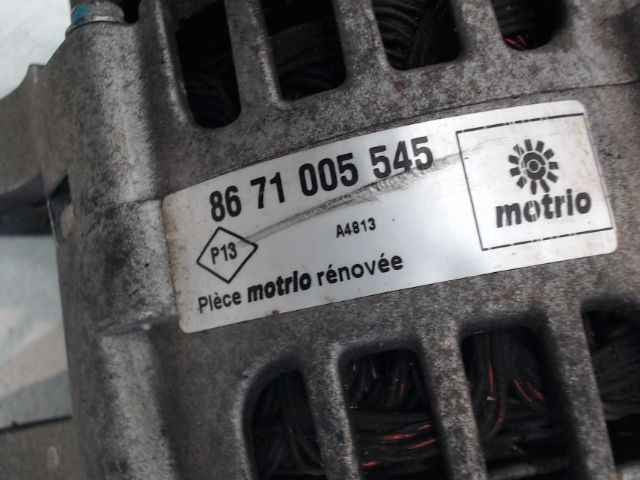 86 71 005 545
motrio
A4813
P13
Pièce motrio rénovée